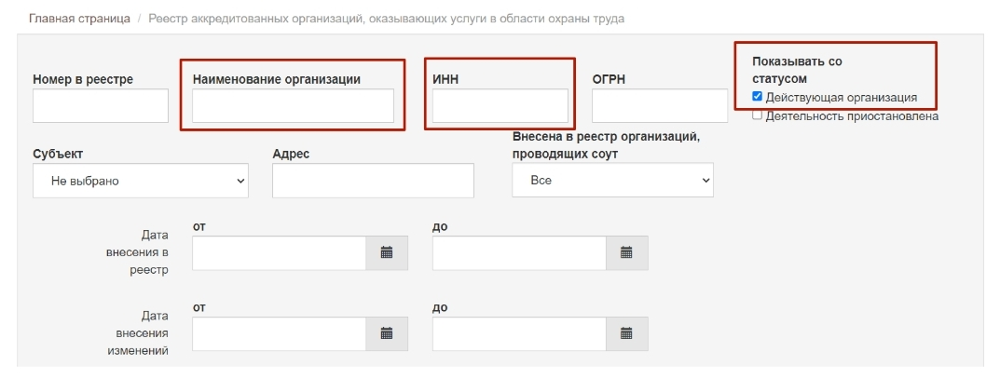 Главная страница / Реестр аккредитованных организаций, оказывающих услуги в области охраны труда
Номер в реестре
Наименование организации
ИНН
ОГРН
Показывать со
статусом
Действующая организация
Деятельность приостановлена
Субъект
Не выбрано
Адрес
Внесена в реестр организаций,
проводящих соут
Все
Дата
внесения в
реестр
от
до
Дата
внесения
изменений
от
до